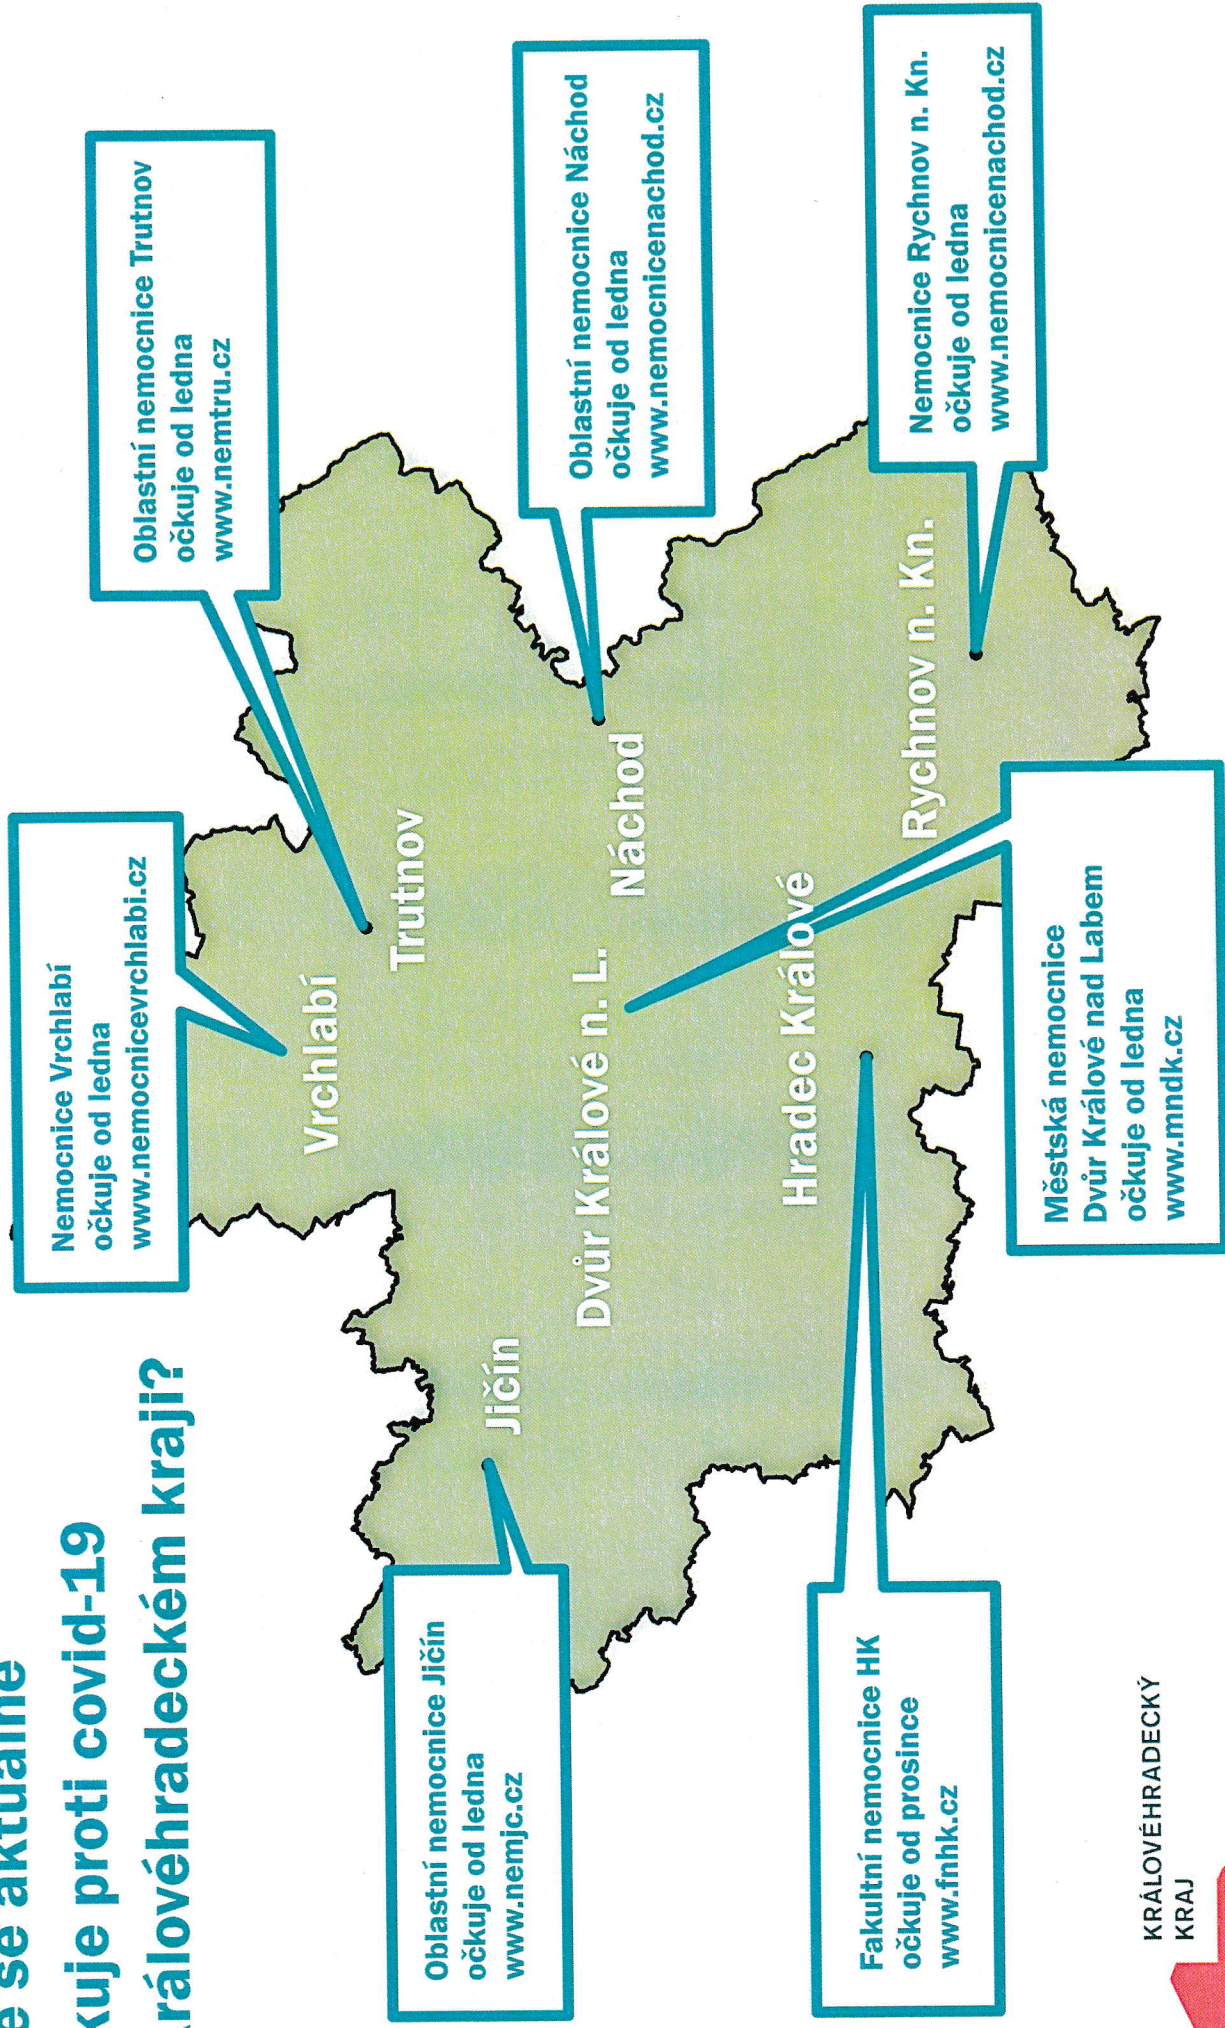 se aktuálně
kuje proti covid-19
rálovéhradeckém kraji?
Nemocnice Vrchlabí
očkuje od ledna
www.nemocnicevrchlabi.cz
Oblastní nemocnice Trutnov
očkuje od ledna
www.nemtru.cz
Oblastní nemocnice Náchod
očkuje od ledna
www.nemocnicenachod.cz
Nemocnice Rychnov n. Kn.
očkuje od ledna
www.nemocnicenachod.cz
Vrchlabí
Trutnov
Jičín
Dvůr Králové n. L.
Náchod
Hradec Králové
Rychnov n. Kn.
Oblastní nemocnice Jičín
očkuje od ledna
www.nemjc.cz
Fakultní nemocnice HK
očkuje od prosince
www.fnhk.cz
Městská nemocnice
Dvůr Králové nad Labem
očkuje od ledna
www.mndk.cz
KRÁLOVÉHRADECKÝ
KRAJ